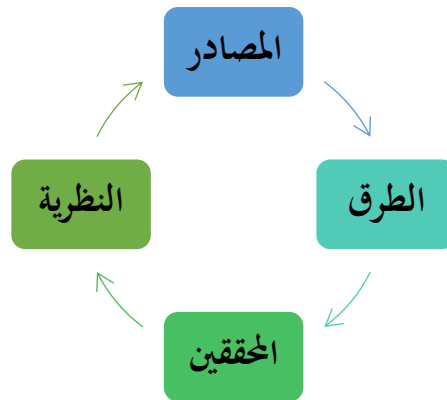 المصادر
الطرق
المحققين
النظرية